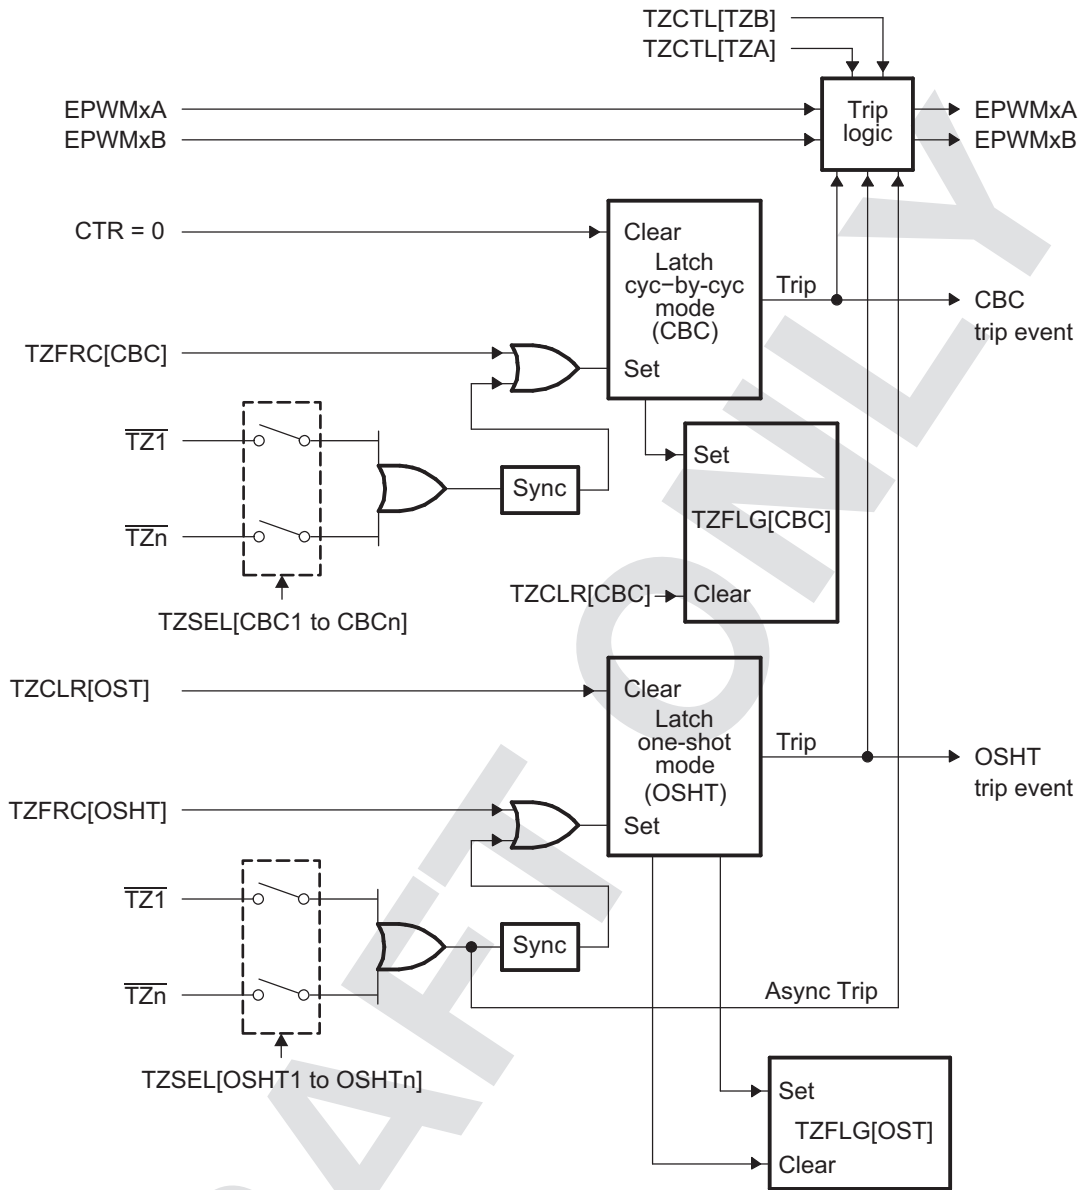 TZCTL[TZB]
TZCTL[TZA]
EPWMxA
EPWMxB
Trip
logic
EPWMxA
EPWMxB
CTR = 0
Clear
Latch
cyc−by-cyc
mode
(CBC)
Set
Trip
CBC
trip event
TZFRC[CBC]
TZ1
TZn
Sync
TZSEL[CBC1 to CBCn]
Set
TZFLG[CBC]
TZCLR[CBC]
Clear
TZCLR[OST]
Clear
Latch
one-shot
mode
(OSHT)
Set
Trip
OSHT
trip event
TZFRC[OSHT]
TZ1
TZn
Sync
Async Trip
TZSEL[OSHT1 to OSHTn]
Set
TZFLG[OST]
Clear
RAFT ONLY